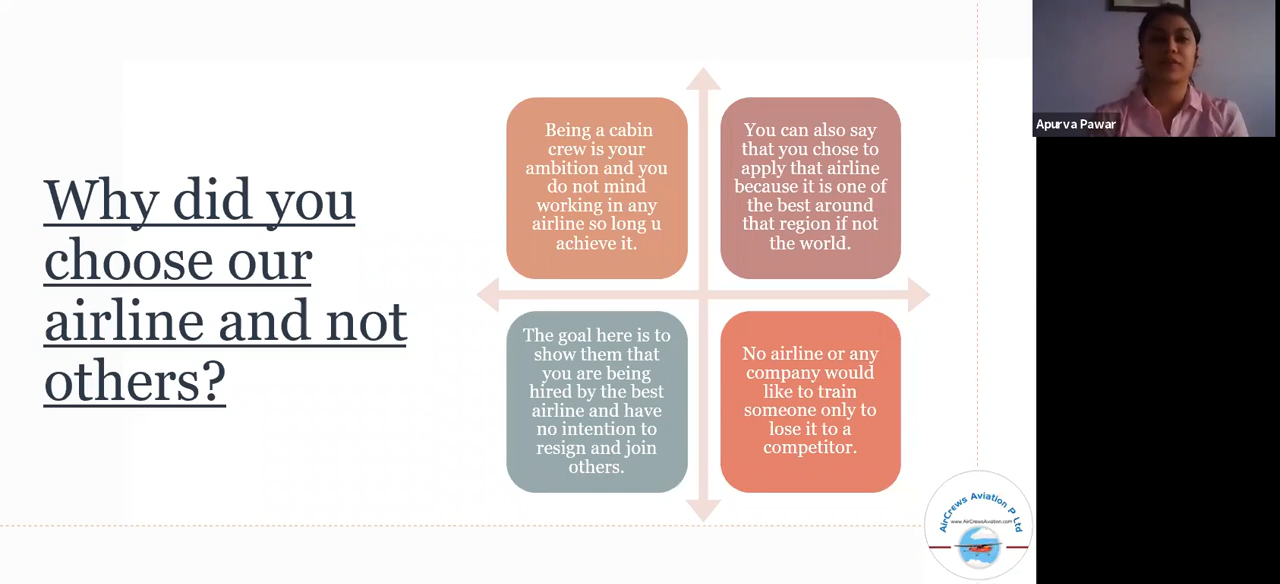 Why did you
choose our
airline and not
others?
Being a cabin
crew is your
ambition and you
do not mind
working in any
airline so long u
achieve it.
You can also say
that you chose to
apply that airline
because it is one of
the best around
that region if not
the world.
The goal here is to
show them that
you are being
hired by the best
airline and have
no intention to
resign and join
others.
No airline or any
company would
like to train
someone only to
lose it to a
competitor.
Apurva Pawar
AirCrews Aviation P Ltd
www.AirCrewsAviation.com